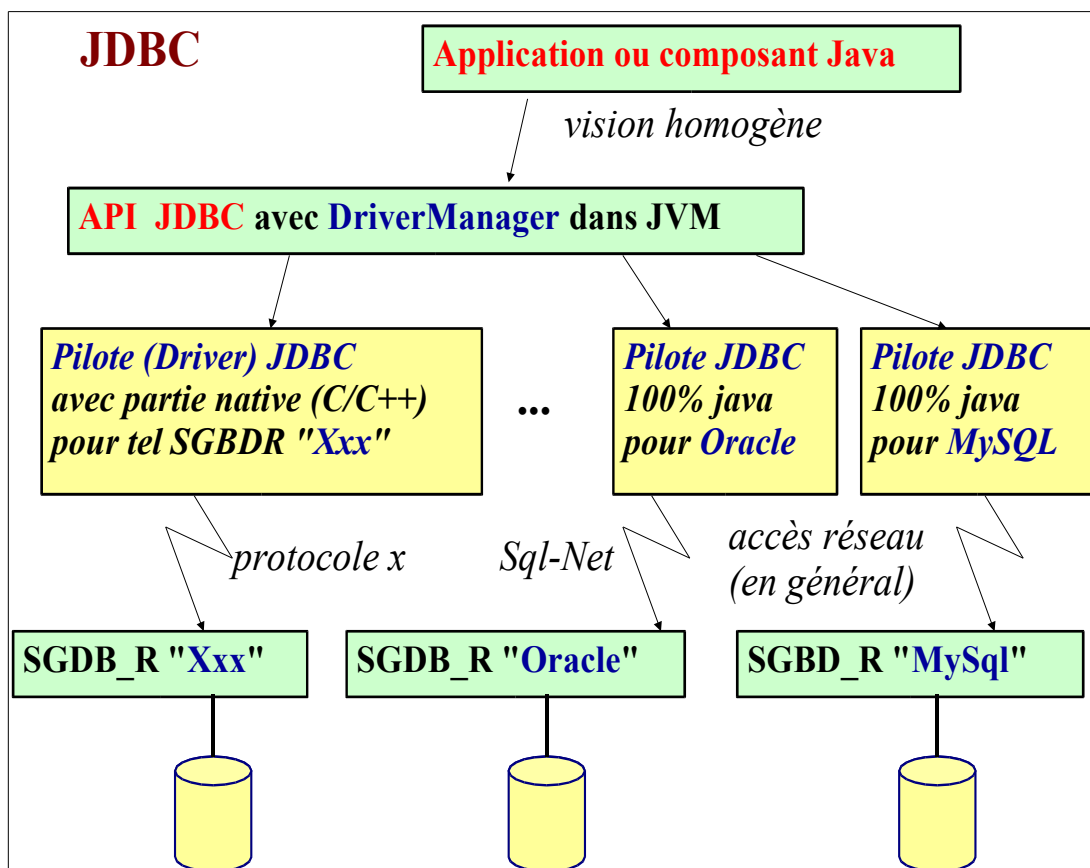 JDBC
Application ou composant Java
vision homogène
API JDBC avec DriverManager dans JVM
Pilote (Driver) JDBC
avec partie native (C/C++)
pour tel SGBDR "Xxx"
...
Pilote JDBC
100% java
pour Oracle
Pilote JDBC
100% java
pour MySQL
protocole x
Sql-Net
accès réseau
(en général)
SGDB_R "Xxx"
SGDB_R "Oracle"
SGBD_R "MySql"